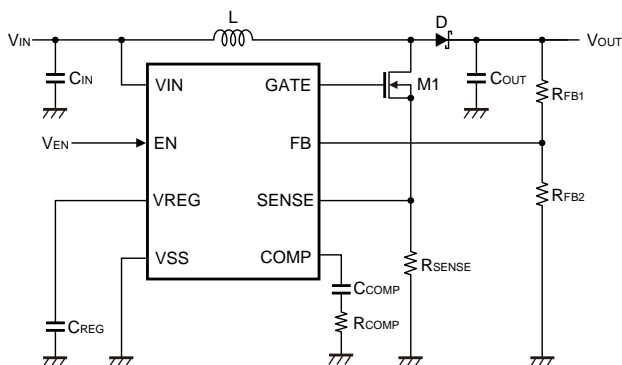 L
D
VIN
VOUT
CIN
VIN
GATE
M1
COUT
RFB1
VEN
EN
FB
VREG
SENSE
RFB2
VSS
COMP
RSENSE
CCOMP
CREG
RCOMP